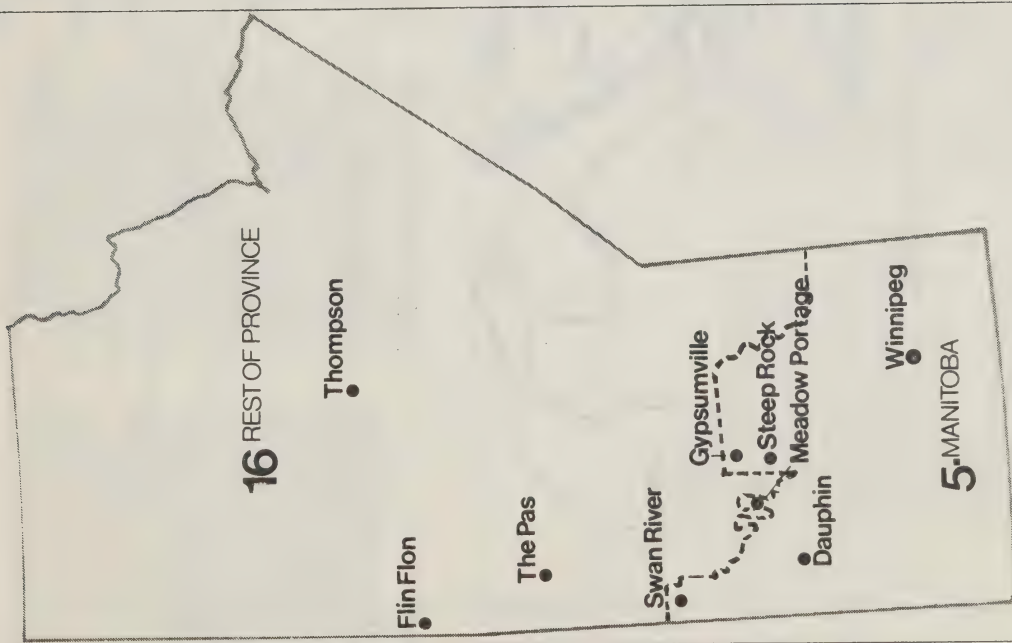 16 REST OF PROVINCE
Thompson
Flin Flon
The Pas
Swan River
Gypsumville
Steep Rock
Meadow Portage
Dauphin
Winnipeg
5. MANITOBA